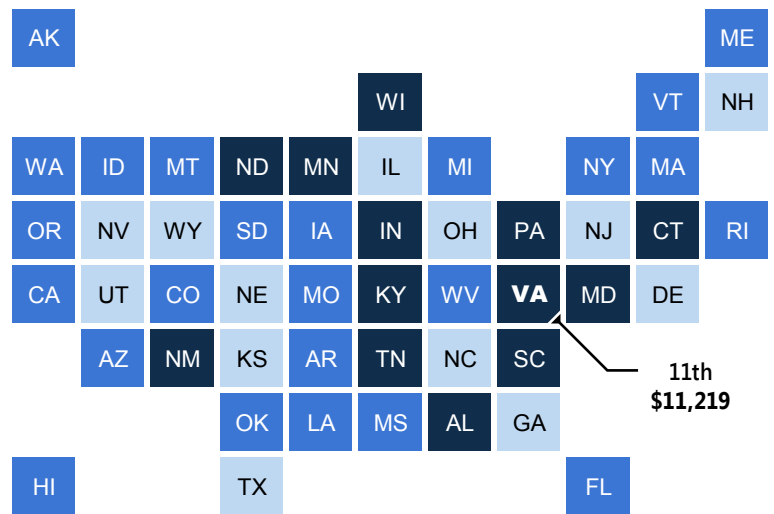 AK ME
WI VT NH
WA ID MT ND MN IL MI NY MA
OR NV WY SD IA IN OH PA NJ CT RI
CA UT CO NE MO KY WV VA MD DE
AZ NM KS AR TN NC SC
11th
$11,219
OK LA MS AL GA
HI TX FL